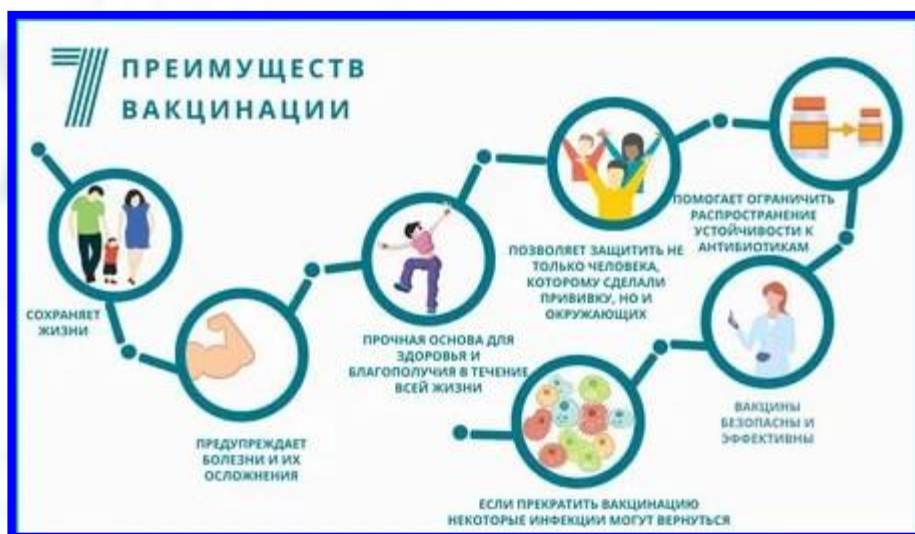 7 ПРЕИМУЩЕСТВ
ВАКЦИНАЦИИ
СОХРАНЯЕТ
ЖИЗНИ
ПРЕДУПРЕЖДАЕТ
БОЛЕЗНИ И ИХ
ОСЛОЖНЕНИЯ
ПРОЧНАЯ ОСНОВА ДЛЯ
ЗДОРОВЬЯ И
БЛАГОПОЛУЧИЯ В ТЕЧЕНИЕ
ВСЕЙ ЖИЗНИ
ПОЗВОЛЯЕТ ЗАЩИТИТЬ НЕ
ТОЛЬКО ЧЕЛОВЕКА,
КОТОРОМУ СДЕЛАЛИ
ПРИВИВКУ, НО И
ОКРУЖАЮЩИХ
ПОМОГАЕТ ОГРАНИЧИТЬ
РАСПРОСТРАНЕНИЕ
УСТОЙЧИВОСТИ К
АНТИБИОТИКАМ
ВАКЦИНЫ
БЕЗОПАСНЫ И
ЭФФЕКТИВНЫ
ЕСЛИ ПРЕКРАТИТЬ ВАКЦИНАЦИЮ
НЕКОТОРЫЕ ИНФЕКЦИИ МОГУТ ВЕРНУТЬСЯ